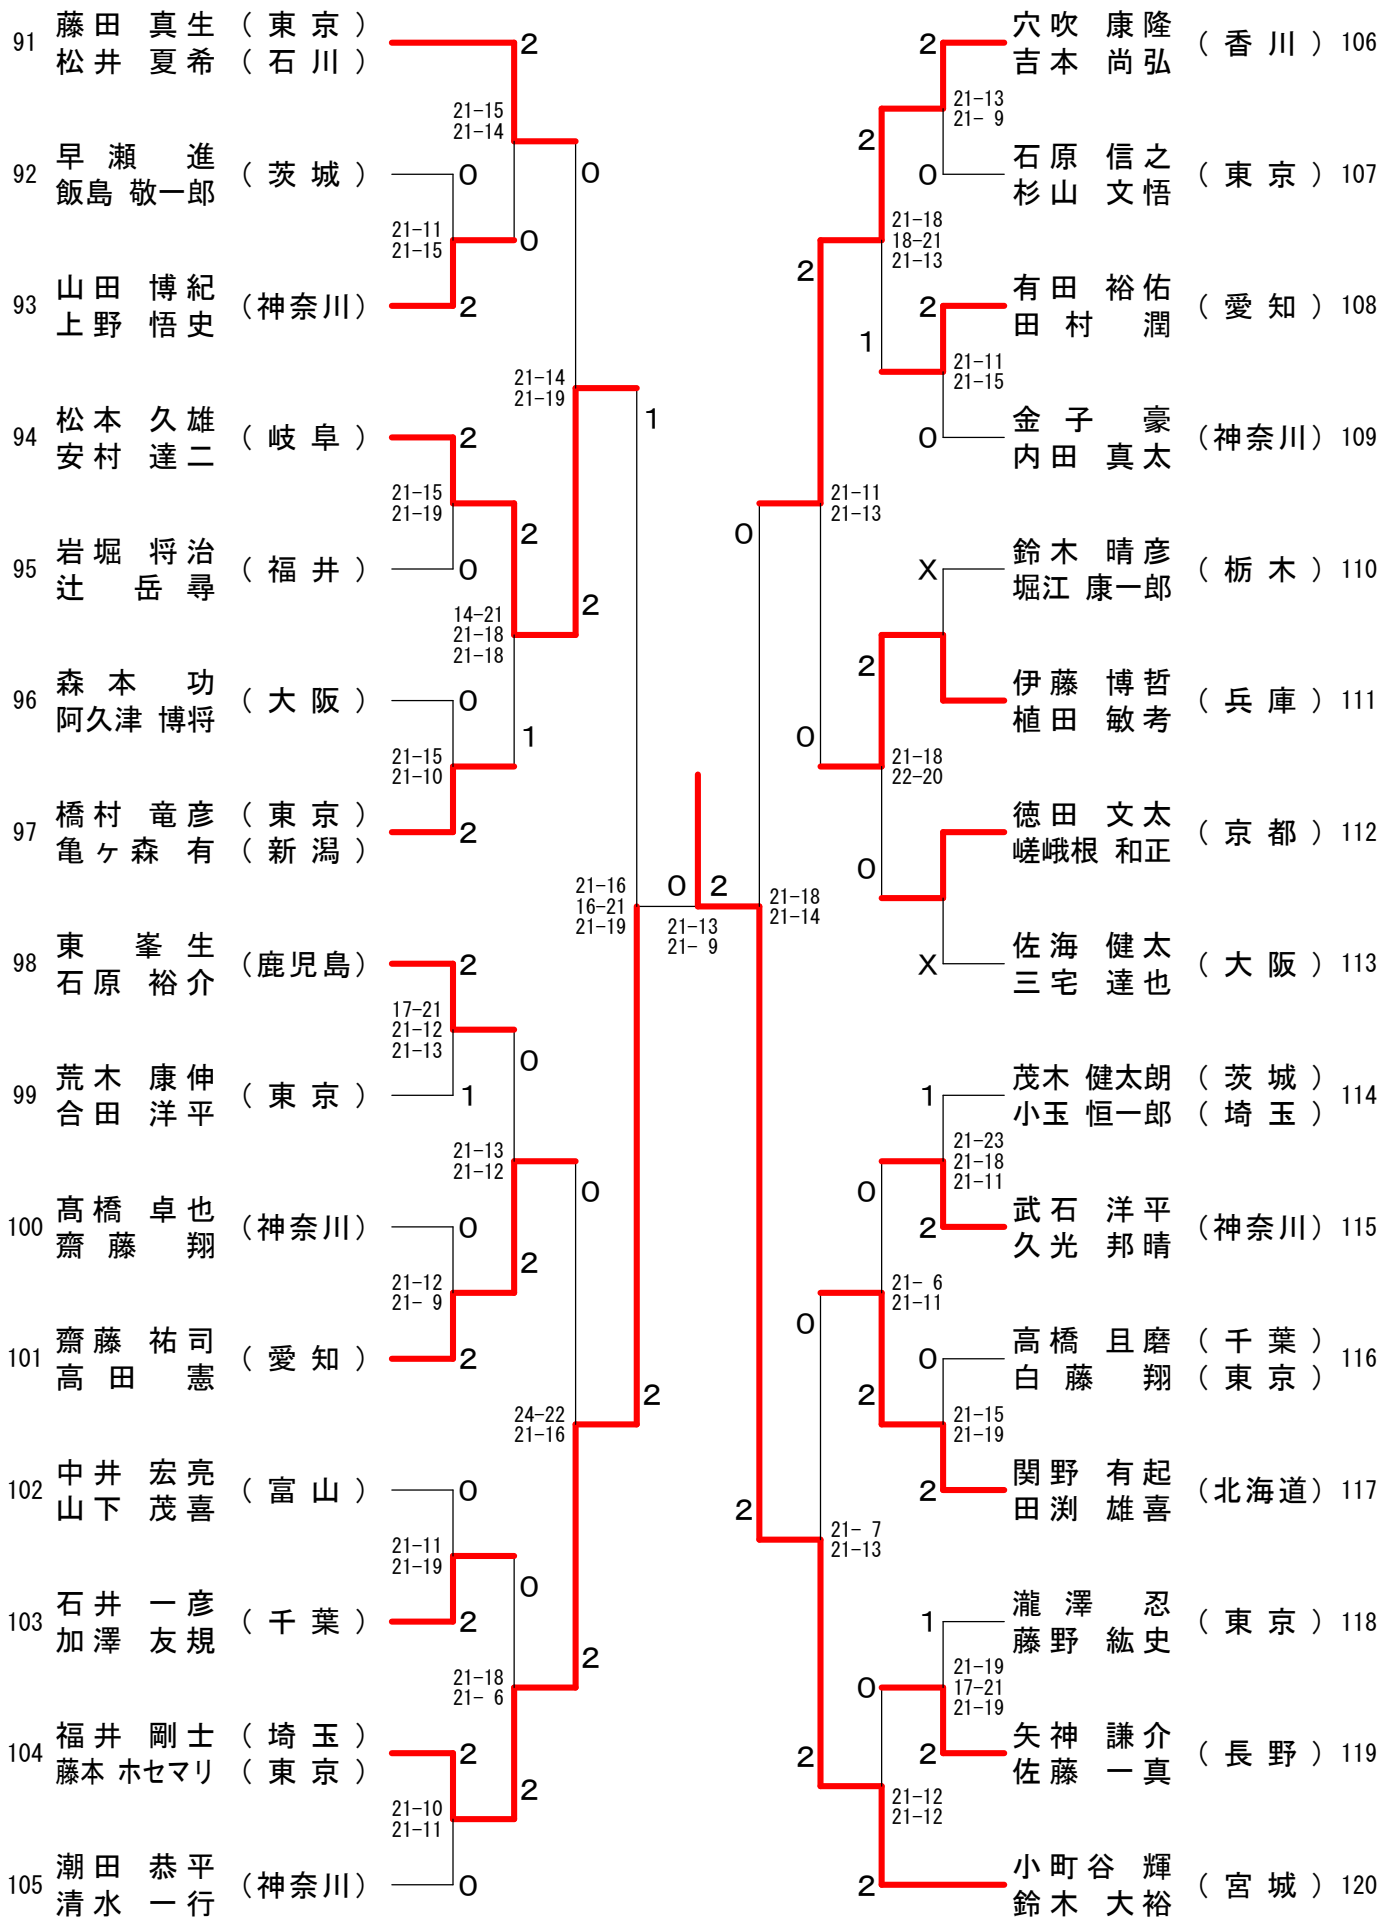 91 藤田 真生 (東京) 2
松井 夏希 (石川)
21-15
21-14
92 早瀬 進 (茨城) 0
飯島 敬一郎
0
21-11
21-15
0
93 山田 博紀 (神奈川) 2
上野 悟史
21-14
21-19
1
94 松本 久雄 (岐阜) 2
安村 達二
21-15
21-19
2
95 岩堀 将治 (福井) 0
辻 岳尋
14-21
21-18
21-18
2
96 森本 功 (大阪) 0
阿久津 博将
21-15
21-10
1
97 橋村 竜彦 (東京) 2
亀ヶ森 有 (新潟)
21-16
16-21
21-19
0 2
21-13
21- 9
98 東 峯生 (鹿児島) 2
石原 裕介
17-21
21-12
21-13
0
99 荒木 康伸 (東京) 1
合田 洋平
21-13
21-12
0
100 髙橋 卓也 (神奈川) 0
齋藤 翔
21-12
21- 9
2
101 齋藤 祐司 (愛知) 2
高田 憲
24-22
21-16
2
102 中井 宏亮 (富山) 0
山下 茂喜
21-11
21-19
0
103 石井 一彦 (千葉) 2
加澤 友規
21-18
21- 6
2
104 福井 剛士 (埼玉) 2
藤本 ホセマリ (東京)
21-10
21-11
2
105 潮田 恭平 (神奈川) 0
清水 一行
2 穴吹 康隆 (香川) 106
吉本 尚弘
21-13
21- 9
2
0 石原 信之 (東京) 107
杉山 文悟
21-18
18-21
21-13
2
2 有田 裕佑 (愛知) 108
田村 潤
1
21-11
21-15
0 金子 豪 (神奈川) 109
内田 真太
21-11
21-13
0
X 鈴木 晴彦 (栃木) 110
堀江 康一郎
2
伊藤 博哲 (兵庫) 111
植田 敏考
0
21-18
22-20
徳田 文太 (京都) 112
嵯峨根 和正
0
21-18
21-14
X 佐海 健太 (大阪) 113
三宅 達也
1 茂木 健太朗 (茨城) 114
小玉 恒一郎 (埼玉)
21-23
21-18
21-11
0
2 武石 洋平 (神奈川) 115
久光 邦晴
21- 6
21-11
0
0 高橋 且磨 (千葉) 116
白藤 翔 (東京)
2
21-15
21-19
2 関野 有起 (北海道) 117
田渕 雄喜
2
21- 7
21-13
1 瀧澤 忍 (東京) 118
藤野 紘史
21-19
17-21
21-19
0
2 矢神 謙介 (長野) 119
佐藤 一真
2
21-12
21-12
2 小町谷 輝 (宮城) 120
鈴木 大裕